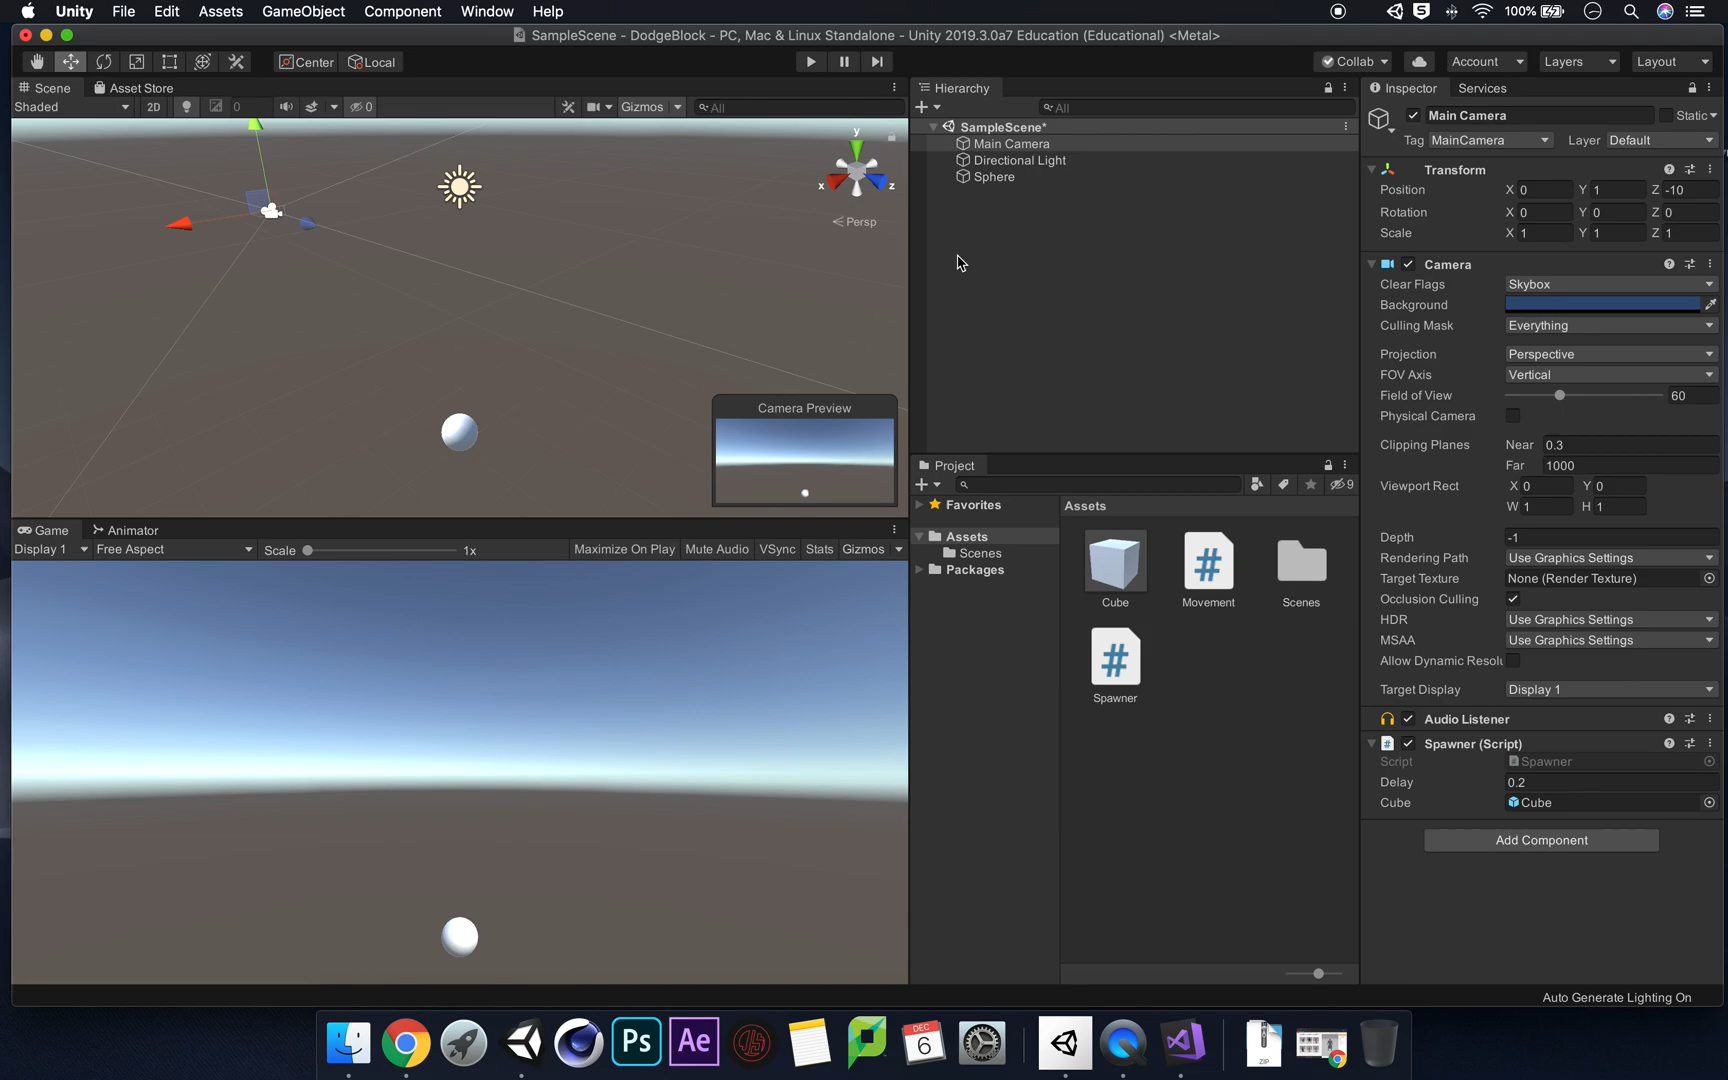 Unity File Edit Assets GameObject Component Window Help 100%
SampleScene - DodgeBlock - PC, Mac & Linux Standalone - Unity 2019.3.0a7 Education (Educational) <Metal>
Center Local Collab Account Layers Layout
Scene Asset Store
Shaded 2D 0 0 Gizmos All
y
x
z
Persp
Camera Preview
Game Animator
Display 1 Free Aspect Scale 1x Maximize On Play Mute Audio VSync Stats Gizmos
Hierarchy
All
SampleScene*
Main Camera
Directional Light
Sphere
Project
9
Favorites
Assets
Scenes
Packages
Assets
Cube
Movement
Scenes
Spawner
Inspector Services
Main Camera Static
Tag MainCamera Layer Default
Transform
Position X 0 Y 1 Z -10
Rotation X 0 Y 0 Z 0
Scale X 1 Y 1 Z 1
Camera
Clear Flags Skybox
Background
Culling Mask Everything
Projection Perspective
FOV Axis Vertical
Field of View 60
Physical Camera
Clipping Planes Near 0.3
Far 1000
Viewport Rect X 0 Y 0
W 1 H 1
Depth -1
Rendering Path Use Graphics Settings
Target Texture None (Render Texture)
Occlusion Culling
HDR Use Graphics Settings
MSAA Use Graphics Settings
Allow Dynamic Resolu
Target Display Display 1
Audio Listener
Spawner (Script)
Script Spawner
Delay 0.2
Cube Cube
Add Component
Auto Generate Lighting On
Ps Ae DEC 6 ZIP